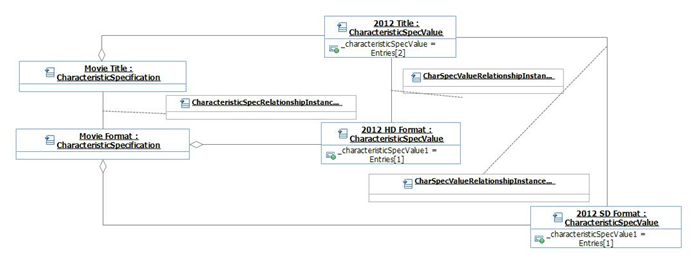 2012 Title :
CharacteristicSpecValue
_characteristicSpecValue =
Entries[2]
Movie Title :
CharacteristicSpecification
CharSpecValueRelationshipInstan...
CharacteristicSpecRelationshipInstanc...
Movie Format :
CharacteristicSpecification
2012 HD Format :
CharacteristicSpecValue
_characteristicSpecValue1 =
Entries[1]
CharSpecValueRelationshipInstance...
2012 SD Format :
CharacteristicSpecValue
_characteristicSpecValue1 =
Entries[1]